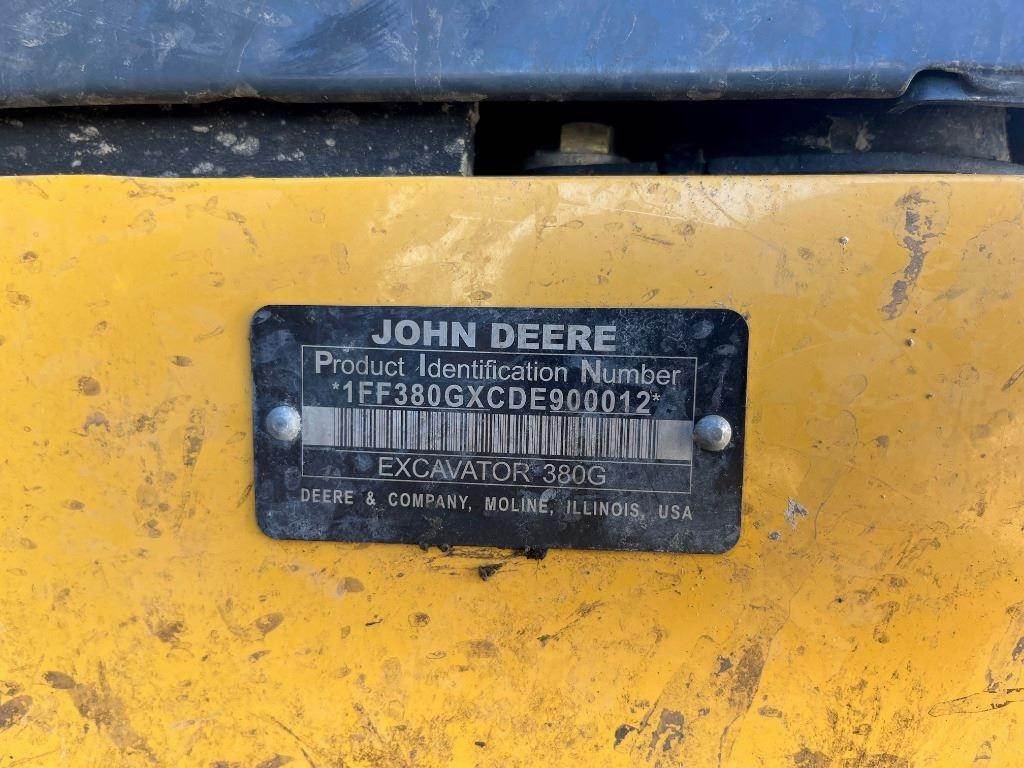 JOHN DEERE
Product Identification Number
*1FF380GXCDE900012*
EXCAVATOR 380G
DEERE & COMPANY, MOLINE, ILLINOIS, USA